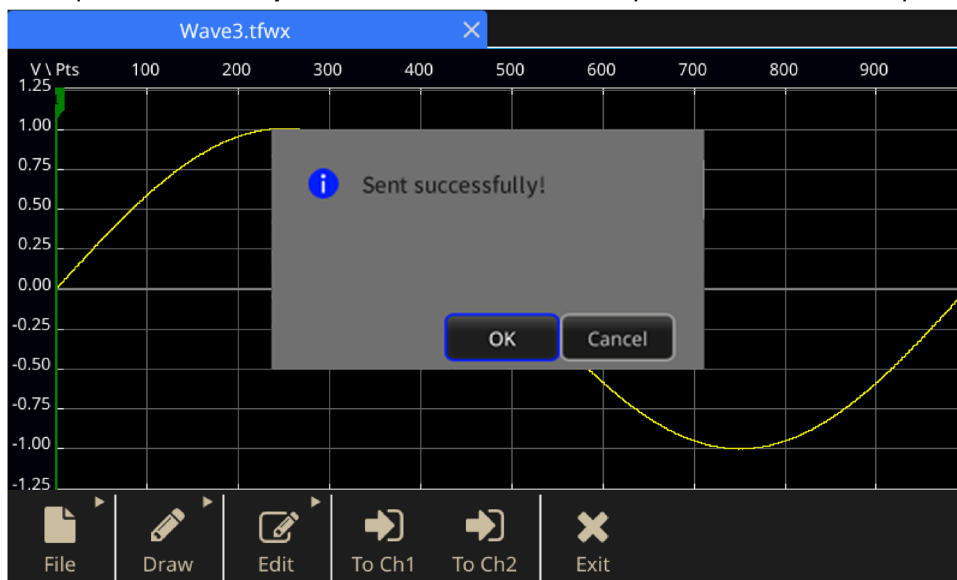 Wave3.tfwx
V \ Pts 100 200 300 400 500 600 700 800 900
1.25
1.00
0.75
0.50
0.25
0.00
-0.25
-0.50
-0.75
-1.00
-1.25
Sent successfully!
OK Cancel
File Draw Edit To Ch1 To Ch2 Exit